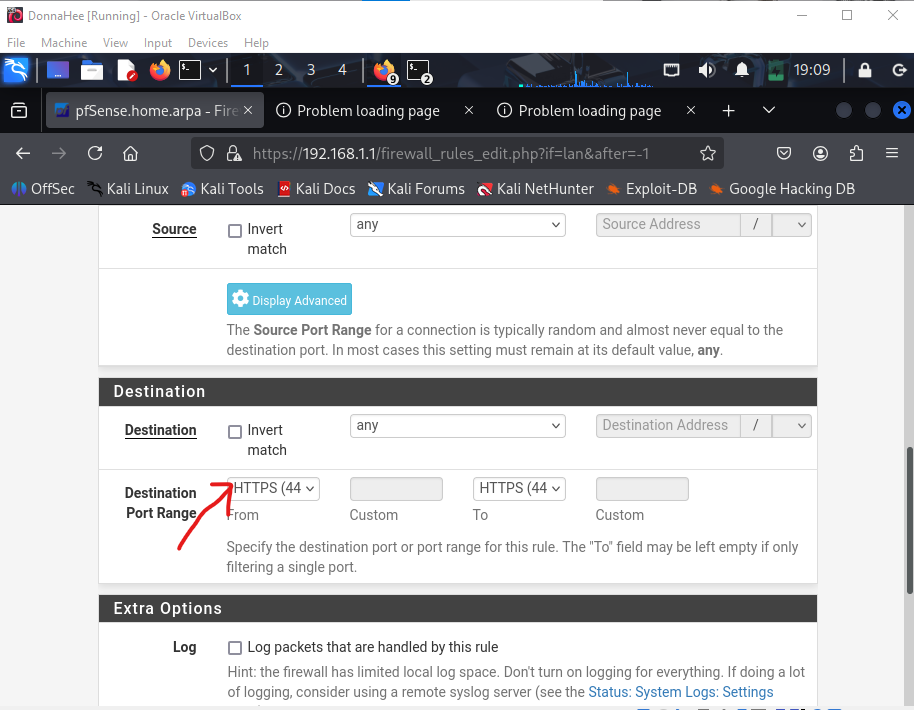 DonnaHee [Running] - Oracle VirtualBox
File Machine View Input Devices Help
1 2 3 4 9 2 19:09
pfSense.home.arpa - Fire Problem loading page Problem loading page
https://192.168.1.1/firewall_rules_edit.php?if=lan&after=-1
OffSec Kali Linux Kali Tools Kali Docs Kali Forums Kali NetHunter Exploit-DB Google Hacking DB
Source Invert match any Source Address /
Display Advanced
The Source Port Range for a connection is typically random and almost never equal to the
destination port. In most cases this setting must remain at its default value, any.
Destination
Destination Invert match any Destination Address /
Destination Port Range HTTPS (44 HTTPS (44
From Custom To Custom
Specify the destination port or port range for this rule. The "To" field may be left empty if only
filtering a single port.
Extra Options
Log Log packets that are handled by this rule
Hint: the firewall has limited local log space. Don't turn on logging for everything. If doing a lot
of logging, consider using a remote syslog server (see the Status: System Logs: Settings